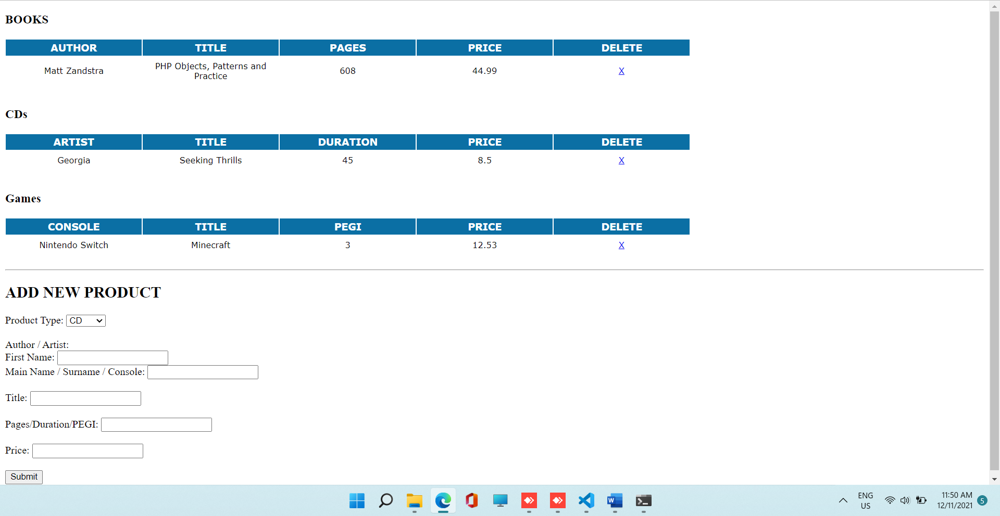 BOOKS
AUTHOR TITLE PAGES PRICE DELETE
Matt Zandstra PHP Objects, Patterns and Practice 608 44.99 X
CDs
ARTIST TITLE DURATION PRICE DELETE
Georgia Seeking Thrills 45 8.5 X
Games
CONSOLE TITLE PEGI PRICE DELETE
Nintendo Switch Minecraft 3 12.53 X
ADD NEW PRODUCT
Product Type: CD
Author / Artist:
First Name:
Main Name / Surname / Console:
Title:
Pages/Duration/PEGI:
Price:
Submit
ENG
US
11:50 AM
12/11/2021
5